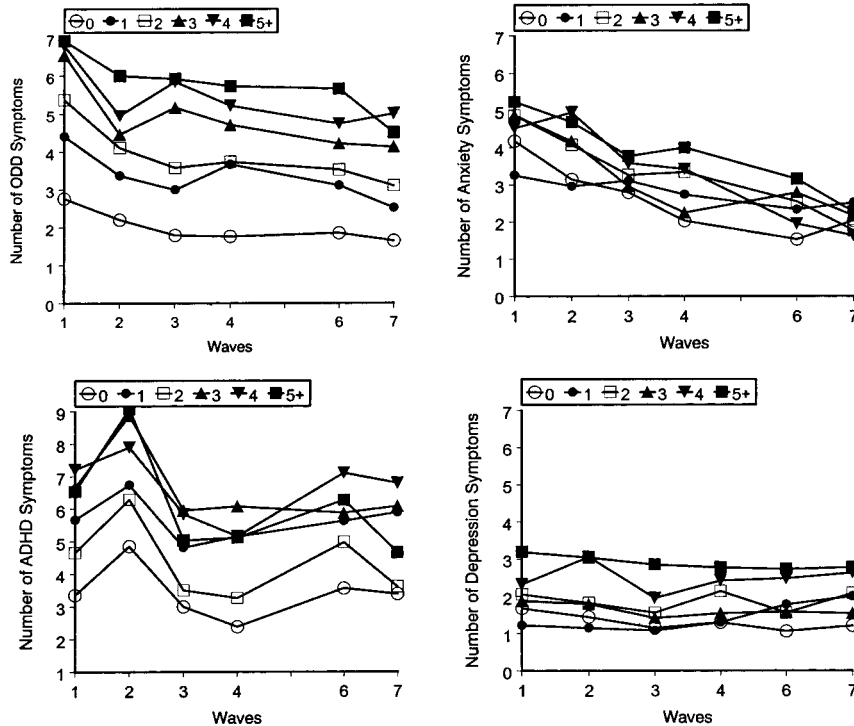 0 1 2 3 4 5+
Number of ODD Symptoms
7
6
5
4
3
2
1
0
1 2 3 4 6 7
Waves
0 1 2 3 4 5+
Number of Anxiety Symptoms
7
6
5
4
3
2
1
0
1 2 3 4 6 7
Waves
0 1 2 3 4 5+
Number of ADHD Symptoms
9
8
7
6
5
4
3
2
1
1 2 3 4 6 7
Waves
0 1 2 3 4 5+
Number of Depression Symptoms
7
6
5
4
3
2
1
0
1 2 3 4 6 7
Waves